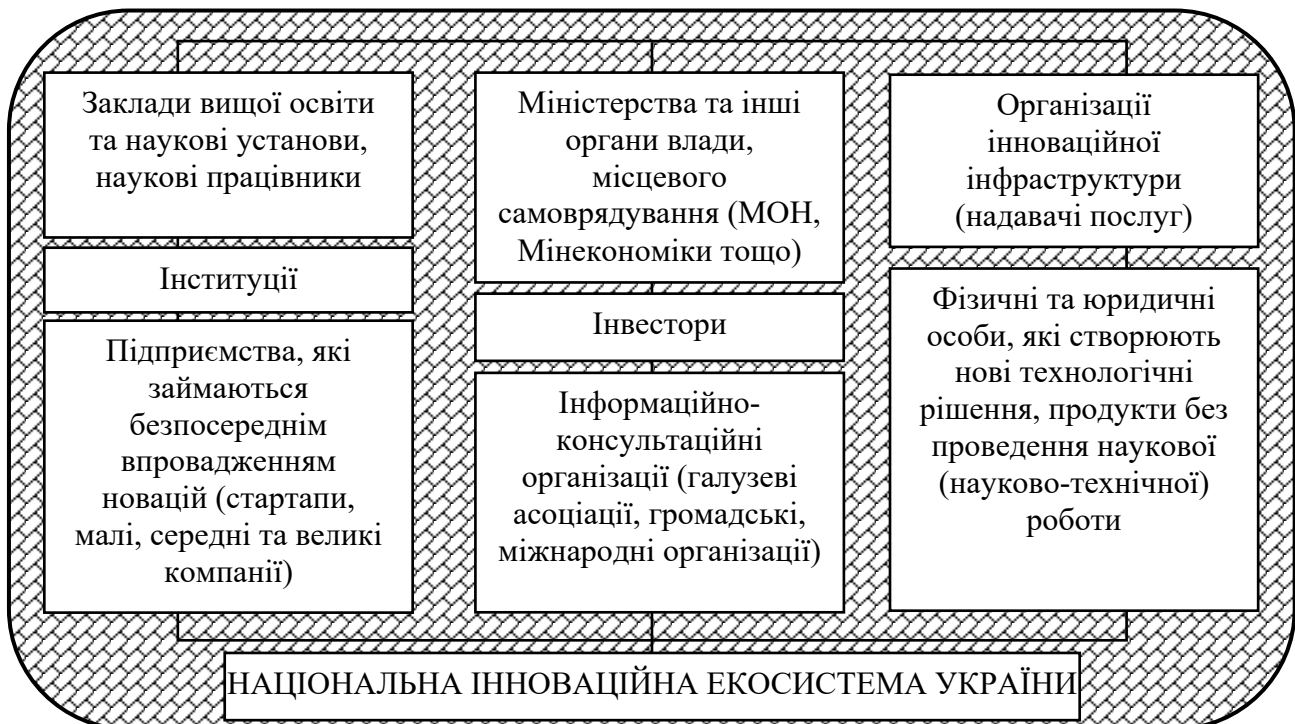 Заклади вищої освіти
та наукові установи,
наукові працівники
Інституції
Підприємства, які
займаються
безпосереднім
впровадженням
новацій (стартапи,
малі, середні та великі
компанії)
Міністерства та інші
органи влади,
місцевого
самоврядування (МОН,
Мінекономіки тощо)
Інвестори
Інформаційно-
консультаційні
організації (галузеві
асоціації, громадські,
міжнародні організації)
Організації
інноваційної
інфраструктури
(надавачі послуг)
Фізичні та юридичні
особи, які створюють
нові технологічні
рішення, продукти без
проведення наукової
(науково-технічної)
роботи
НАЦІОНАЛЬНА ІННОВАЦІЙНА ЕКОСИСТЕМА УКРАЇНИ